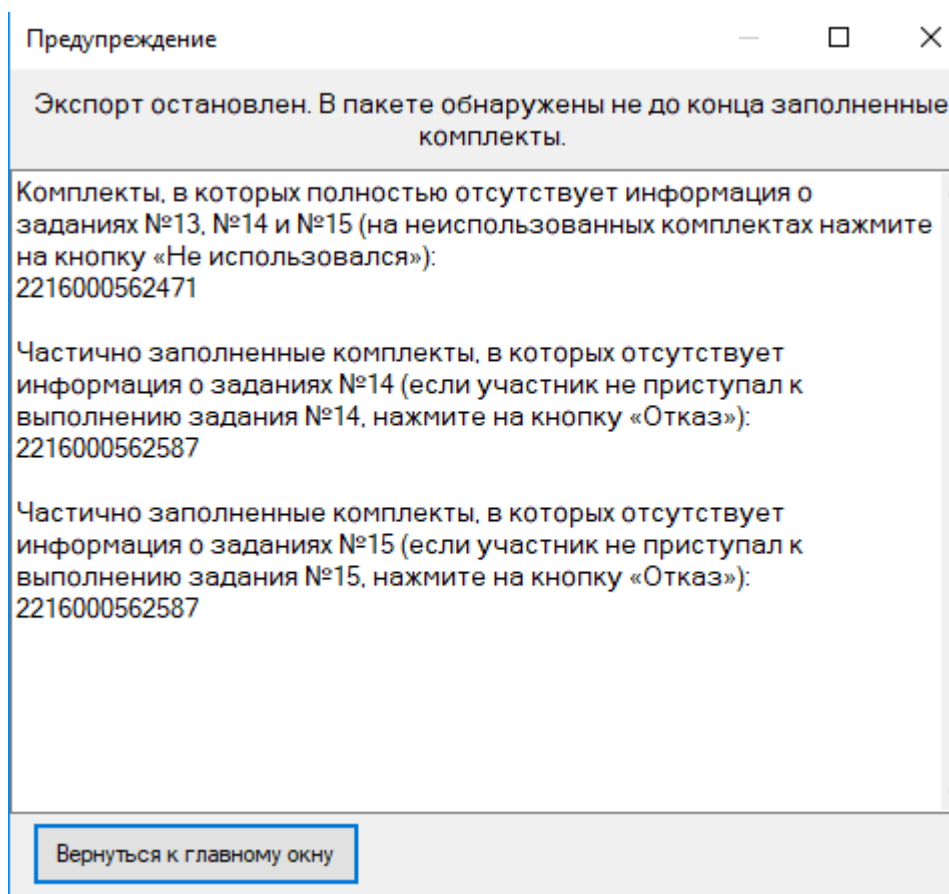 Предупреждение
Экспорт остановлен. В пакете обнаружены не до конца заполненные
комплекты.
Комплекты, в которых полностью отсутствует информация о
заданиях №13, №14 и №15 (на неиспользованных комплектах нажмите
на кнопку «Не использовался»):
2216000562471
Частично заполненные комплекты, в которых отсутствует
информация о заданиях №14 (если участник не приступал к
выполнению задания №14, нажмите на кнопку «Отказ»):
2216000562587
Частично заполненные комплекты, в которых отсутствует
информация о заданиях №15 (если участник не приступал к
выполнению задания №15, нажмите на кнопку «Отказ»):
2216000562587
Вернуться к главному окну